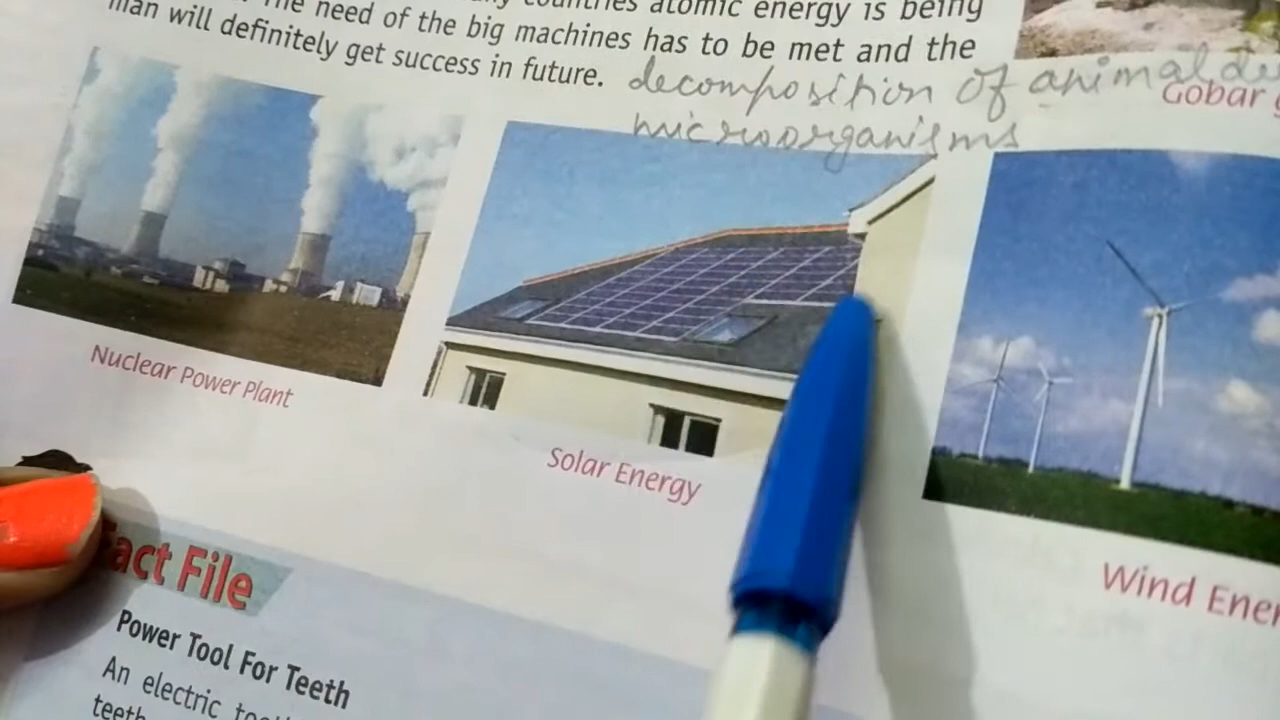 countries atomic energy is being
The need of the big machines has to be met and the
man will definitely get success in future.
decomposition of animal
microorganisms
Gobar
Nuclear Power Plant
Solar Energy
Wind Ener
act File
Power Tool For Teeth
An electric
teeth